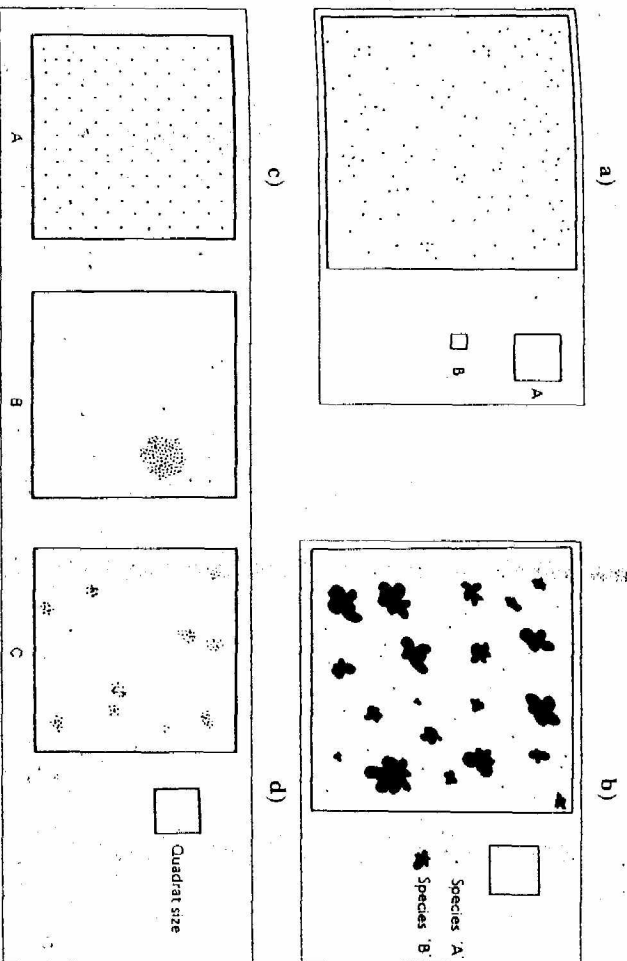 a)
A
B
b)
Species 'A'
Species 'B'
c)
d)
A
B
C
Quadrat size